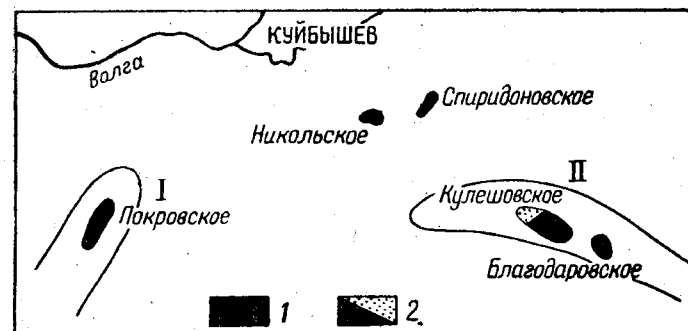 КУЙБЫШЕВ
Волга
Спиридоновское
Никольское
I
II
Кулешовское
Покровское
Благодаровское
1
2.